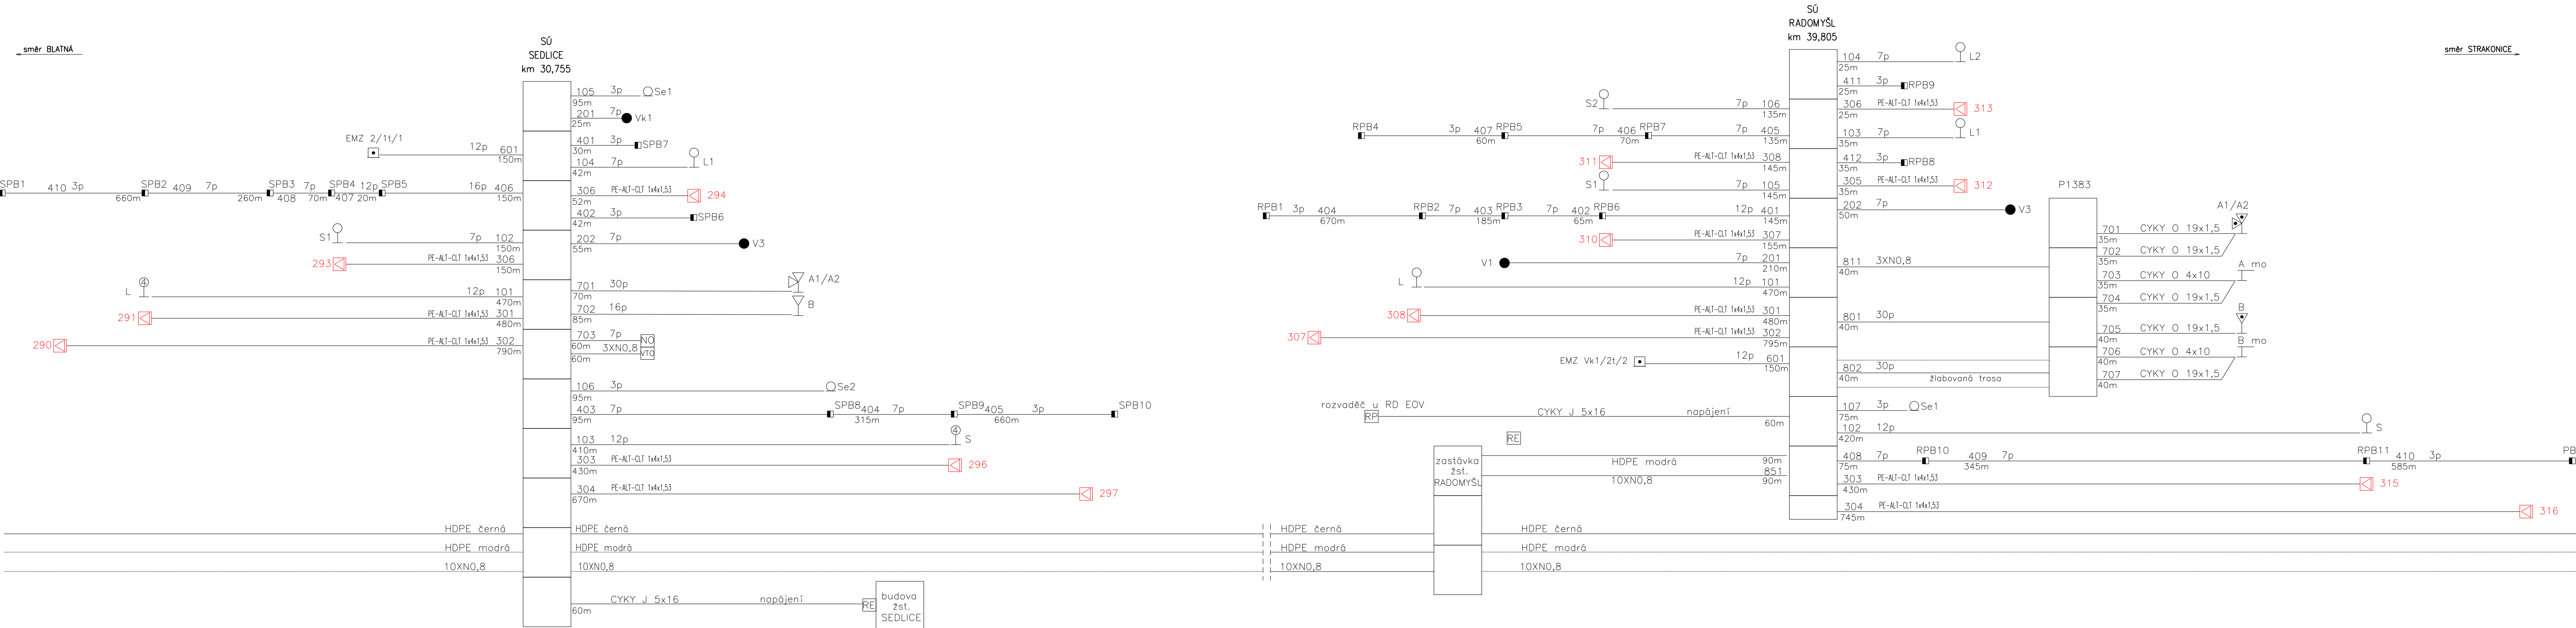 směr BLATNÁ
SÚ
SEDLICE
km 30,755
105 3p Se1
95m
201 7p Vk1
25m
EMZ 2/1t/1
12p 601
150m
401 3p SPB7
30m
104 7p L1
42m
SPB1 410 3p SPB2 409 7p SPB3 7p SPB4 12p SPB5 16p 406
660m 260m 408 70m 407 20m 150m
306 PE-ALT-CLT 1x4x1,53 294
52m
402 3p SPB6
42m
S1 7p 102
150m
202 7p V3
55m
293 PE-ALT-CLT 1x4x1,53 306
150m
701 30p A1/A2
70m
4
L 12p 101
470m
702 16p B
85m
291 PE-ALT-CLT 1x4x1,53 301
480m
703 7p NO
60m 3XN0,8 VTO
60m
290 PE-ALT-CLT 1x4x1,53 302
790m
106 3p Se2
95m
403 7p SPB8 404 7p SPB9 405 3p SPB10
95m 315m 660m
4
103 12p S
410m
303 PE-ALT-CLT 1x4x1,53 296
430m
304 PE-ALT-CLT 1x4x1,53 297
670m
HDPE černá HDPE černá
HDPE modrá HDPE modrá
10XN0,8 10XN0,8
CYKY J 5x16 napájení RE
60m
budova
žst.
SEDLICE
SÚ
RADOMYŠL
km 39,805
směr STRAKONICE
104 7p L2
25m
411 3p RPB9
25m
S2 7p 106
135m
306 PE-ALT-CLT 1x4x1,53 313
25m
RPB4 3p 407 RPB5 7p 406 RPB7 7p 405
60m 70m 135m
103 7p L1
35m
311 PE-ALT-CLT 1x4x1,53 308
145m
412 3p RPB8
35m
S1 7p 105
145m
305 PE-ALT-CLT 1x4x1,53 312
35m
RPB1 3p 404 RPB2 7p 403 RPB3 7p 402 RPB6 12p 401
670m 185m 65m 145m
202 7p V3
50m
310 PE-ALT-CLT 1x4x1,53 307
155m
V1 7p 201
210m
811 3XN0,8
40m
L 12p 101
470m
308 PE-ALT-CLT 1x4x1,53 301
480m
801 30p
40m
307 PE-ALT-CLT 1x4x1,53 302
795m
EMZ Vk1/2t/2 12p 601
150m
802 30p
40m žlabovaná trasa
P1383
A1/A2
701 CYKY O 19x1,5
35m
702 CYKY O 19x1,5
35m
A mo
703 CYKY O 4x10
35m
704 CYKY O 19x1,5
35m
B
705 CYKY O 19x1,5
40m
B mo
706 CYKY O 4x10
40m
707 CYKY O 19x1,5
40m
rozvaděč u RD EOV
RP CYKY J 5x16 napájení
60m
107 3p Se1
75m
RE
102 12p S
420m
zastávka
žst.
RADOMYŠL
HDPE modrá 90m
851
10XN0,8 90m
408 7p RPB10 409 7p RPB11 410 3p PB
75m 345m 585m
303 PE-ALT-CLT 1x4x1,53 315
430m
304 PE-ALT-CLT 1x4x1,53 316
745m
HDPE černá HDPE černá
HDPE modrá HDPE modrá
10XN0,8 10XN0,8